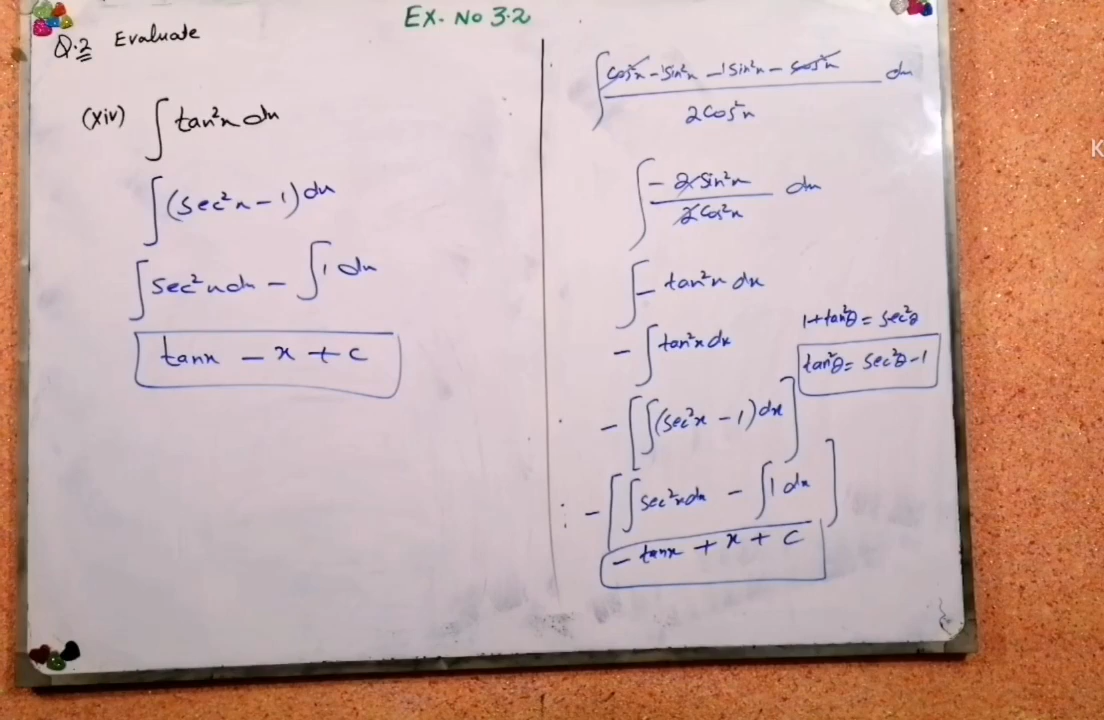 EX. No 3.2
Q.2 Evaluate
(xiv) ∫ tan²x dx
∫ (sec²x - 1) dx
∫ sec²x dx - ∫ 1 dx
tanx - x + c
∫ (cos²x - 1sin²x - 1sin²x - cos²x) / (2cos²x) dx
∫ (-2sin²x) / (2cos²x) dx
∫ - tan²x dx
- ∫ tan²x dx
1+tan²θ = sec²θ
tan²θ = sec²θ-1
- [∫(sec²x - 1)dx]
- [∫ sec²x dx - ∫ 1 dx]
- tanx + x + C
K